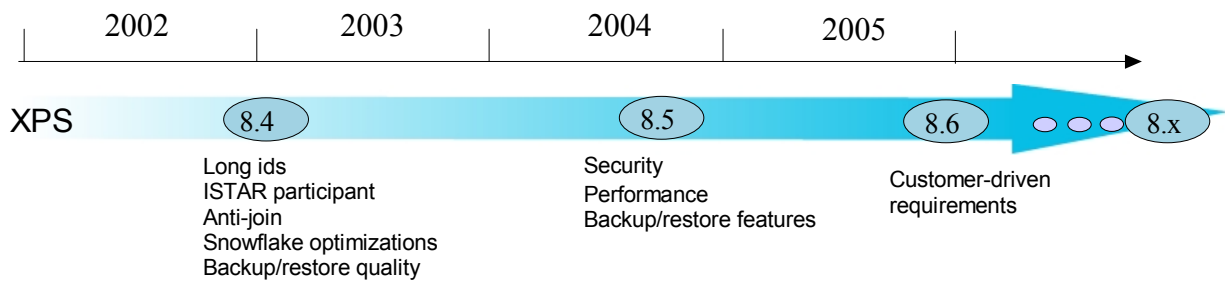 2002 2003 2004 2005
XPS 8.4 8.5 8.6 8.x
Long ids
ISTAR participant
Anti-join
Snowflake optimizations
Backup/restore quality
Security
Performance
Backup/restore features
Customer-driven
requirements